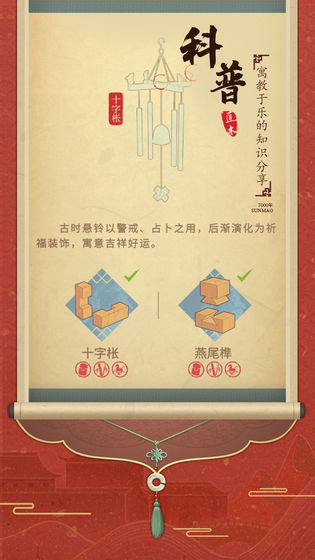 科普
匠木
寓教于乐的知识分享
7000年
SUNMAO
十字枨
古时悬铃以警戒、占卜之用，后渐演化为祈
福装饰，寓意吉祥好运。
十字枨
燕尾榫